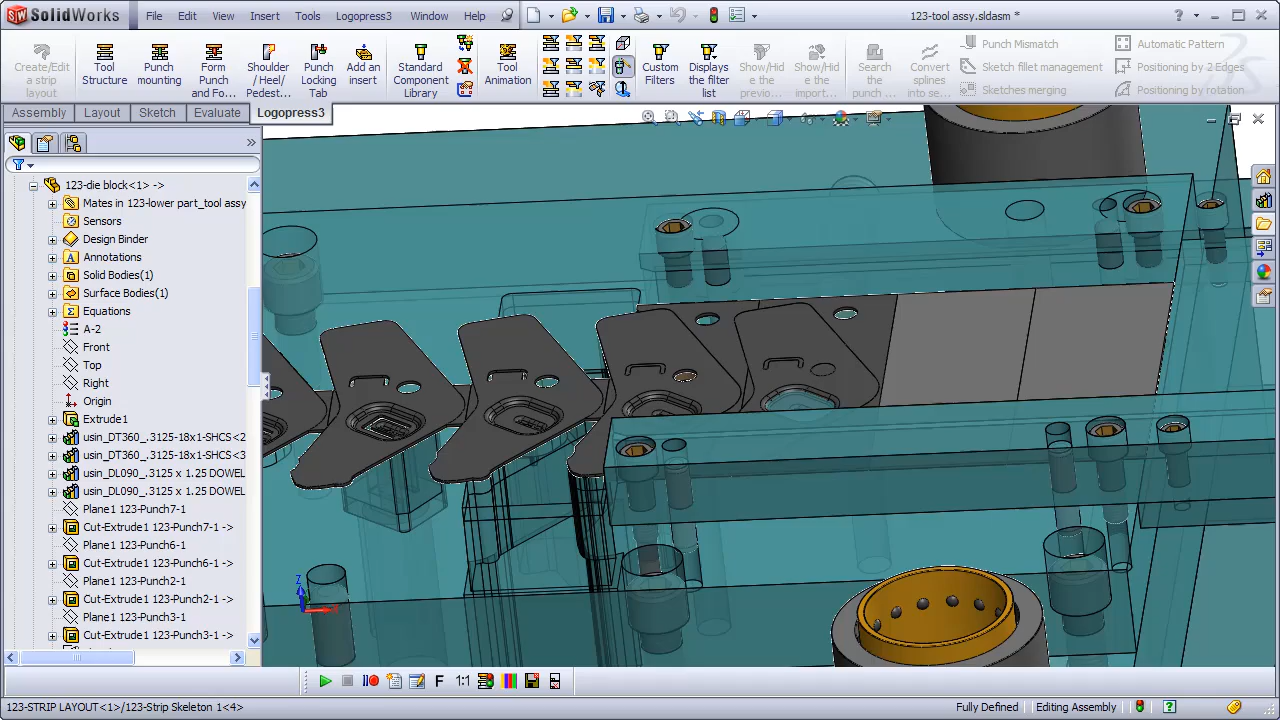 SolidWorks
File Edit View Insert Tools Logopress3 Window Help
123-tool assy.sldasm *
Create/Edit a strip layout
Tool Structure
Punch mounting
Form Punch and Fo...
Shoulder / Heel/ Pedest...
Punch Locking Tab
Add an insert
Standard Component Library
Tool Animation
Custom Filters
Displays the filter list
Show/Hide the previo...
Show/Hide the import...
Search the punch ...
Convert splines into se...
Punch Mismatch
Sketch fillet management
Sketches merging
Automatic Pattern
Positioning by 2 Edges
Positioning by rotation
Assembly Layout Sketch Evaluate Logopress3
123-die block<1> ->
Mates in 123-lower part_tool assy
Sensors
Design Binder
Annotations
Solid Bodies(1)
Surface Bodies(1)
Equations
A-2
Front
Top
Right
Origin
Extrude1
usin_DT360_.3125-18x1-SHCS<2
usin_DT360_.3125-18x1-SHCS<3
usin_DL090_.3125 x 1.25 DOWEL
usin_DL090_.3125 x 1.25 DOWEL
Plane1 123-Punch7-1
Cut-Extrude1 123-Punch7-1 ->
Plane1 123-Punch6-1
Cut-Extrude1 123-Punch6-1 ->
Plane1 123-Punch2-1
Cut-Extrude1 123-Punch2-1 ->
Plane1 123-Punch3-1
Cut-Extrude1 123-Punch3-1 ->
Z
F 1:1
123-STRIP LAYOUT<1>/123-Strip Skeleton 1<4>
Fully Defined Editing Assembly